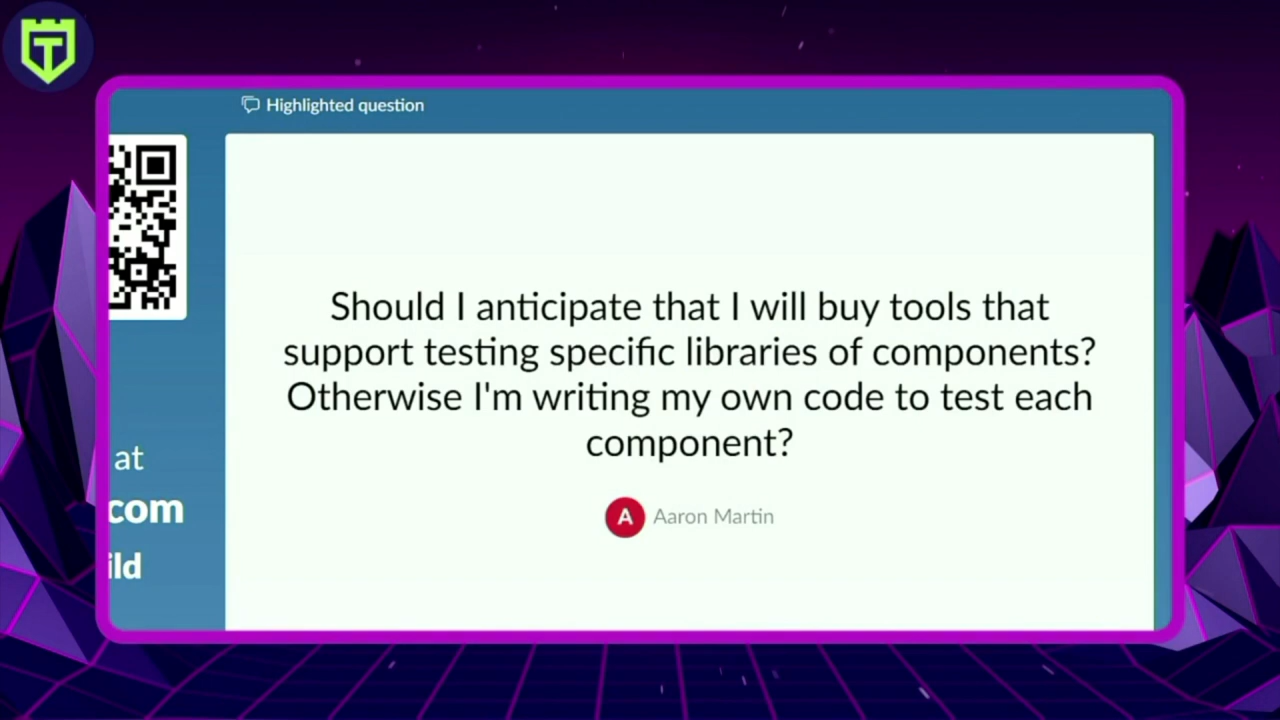 T
Highlighted question
at
.com
ild
Should I anticipate that I will buy tools that
support testing specific libraries of components?
Otherwise I'm writing my own code to test each
component?
A Aaron Martin